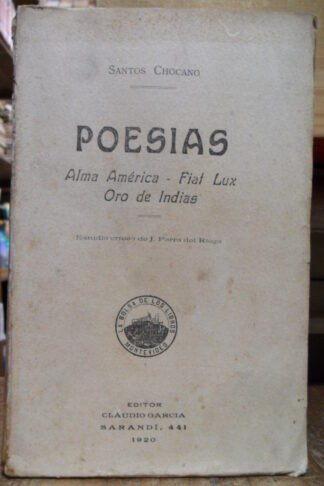 SANTOS CHOCANO
POESIAS
Alma América - Fiat Lux
Oro de Indias
Estudio crítico de J. Parra del Riego
LA BOLSA DE LOS LIBROS
MONTEVIDEO
EDITOR
CLAUDIO GARCIA
SARANDÍ, 441
1920